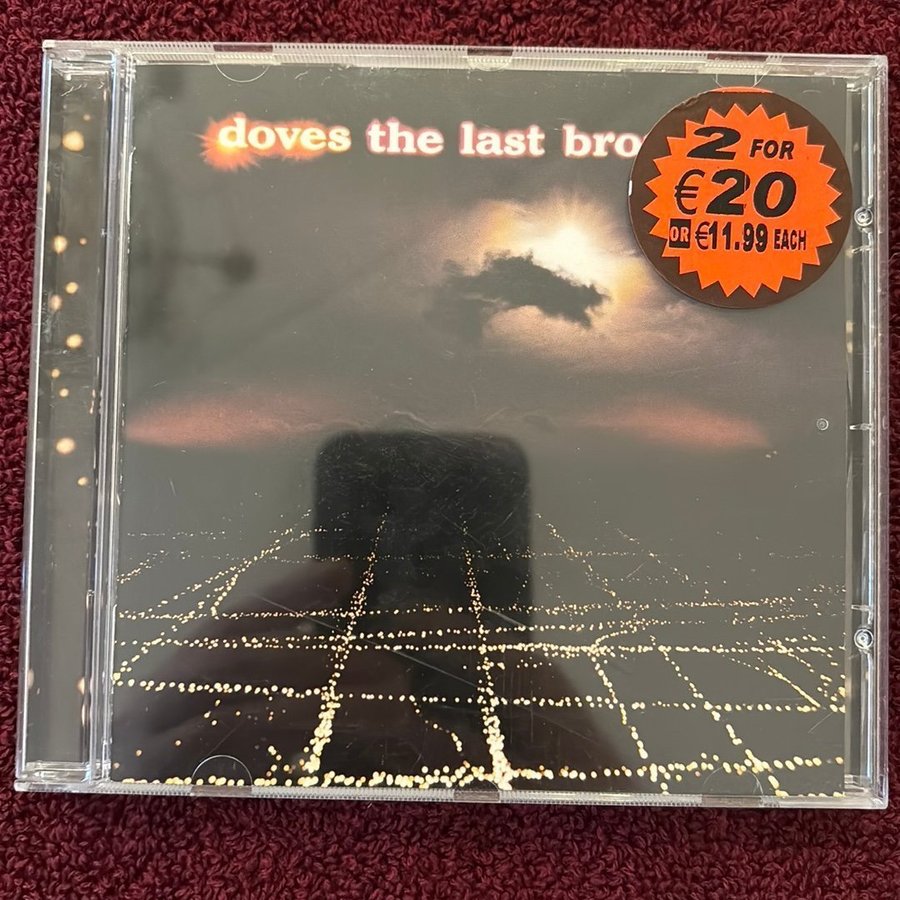 doves the last bro
2 FOR
€20
OR €11.99 EACH